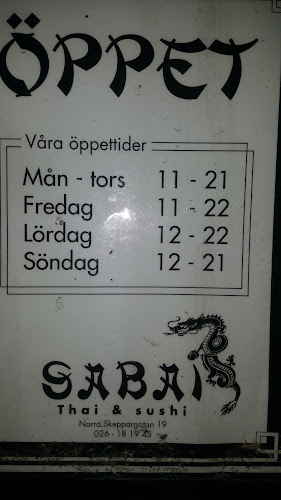 ÖPPET
Våra öppettider
Mån - tors 11 - 21
Fredag 11 - 22
Lördag 12 - 22
Söndag 12 - 21
SABAI
Thai & sushi
Norra Skeppargatan 19
026 - 18 19 45